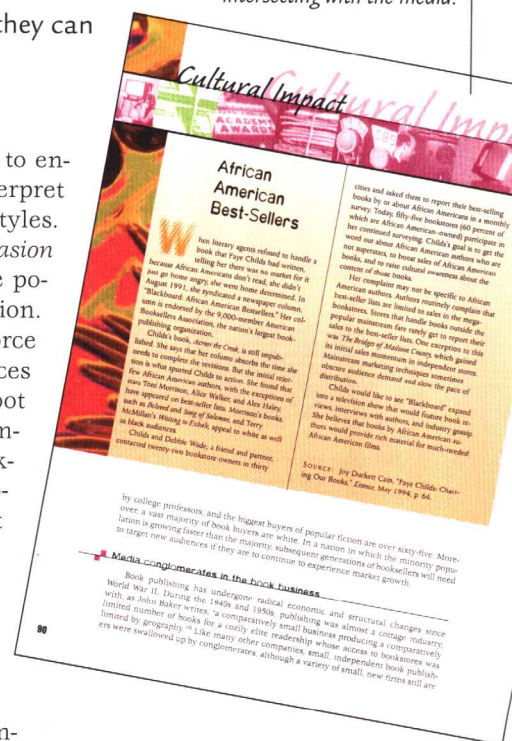 intersecting with the media.
they can
to en-
terpret
tyles.
asion
e po-
ion.
orce
ces
oot
n-
k-
t
n-
Cultural Impact
Cultural Imp
ACADEMY
AWARDS
CBS
African
American
Best-Sellers
When literary agents refused to handle a
book that Faye Childs had written,
telling her there was no market for it
because African Americans don't read, she didn't
just go home angry; she went home determined. In
August 1991, she syndicated a newspaper column,
"Blackboard: African American Bestsellers." Her col-
umn is endorsed by the 9,000-member American
Booksellers Association, the nation's largest book-
publishing organization.
Childs's book, Across the Creek, is still unpub-
lished. She says that her column absorbs the time she
needs to complete the revisions. But the initial rejec-
tion is what spurred Childs to action. She found that
few African American authors, with the exceptions of
stars Toni Morrison, Alice Walker, and Alex Haley,
have appeared on best-seller lists. Morrison's books,
such as Beloved and Song of Solomon, and Terry
McMillan's Waiting to Exhale, appeal to white as well
as black audiences.
Childs and Debbie Wade, a friend and partner,
contacted twenty-two bookstore owners in thirty
cities and asked them to report their best-selling
books by or about African Americans in a monthly
survey. Today, fifty-five bookstores (60 percent of
which are African American-owned) participate in
her continued surveying. Childs's goal is to get the
word out about African American authors who are
not superstars, to boost sales of African American
books, and to raise cultural awareness about the
content of those books.
Her complaint may not be specific to African
American authors. Authors routinely complain that
best-seller lists are limited to sales in the mega-
bookstores. Stores that handle books outside the
popular mainstream fare rarely get to report their
sales to the best-seller lists. One exception to this
was The Bridges of Madison County, which gained
its initial sales momentum in independent stores.
Mainstream marketing techniques sometimes
obscure audience demand and slow the pace of
distribution.
Childs would like to see "Blackboard" expand
into a television show that would feature book re-
views, interviews with authors, and industry gossip.
She believes that books by African American au-
thors would provide rich material for much-needed
African American films.
SOURCE: Joy Duckett Cain, "Faye Childs: Chart-
ing Our Books," Essence, May 1994, p. 64.
by college professors, and the biggest buyers of popular fiction are over sixty-five. More-
over, a vast majority of book buyers are white. In a nation in which the minority popu-
lation is growing faster than the majority, subsequent generations of booksellers will need
to target new audiences if they are to continue to experience market growth.
Media conglomerates in the book business
Book publishing has undergone radical economic and structural changes since
World War II. During the 1940s and 1950s, publishing was almost a cottage industry,
with, as John Baker writes, "a comparatively small business producing a comparatively
limited number of books for a cozily elite readership whose access to bookstores was
limited by geography." Like many other companies, small, independent book publish-
ers were swallowed up by conglomerates, although a variety of small, new firms still are
90